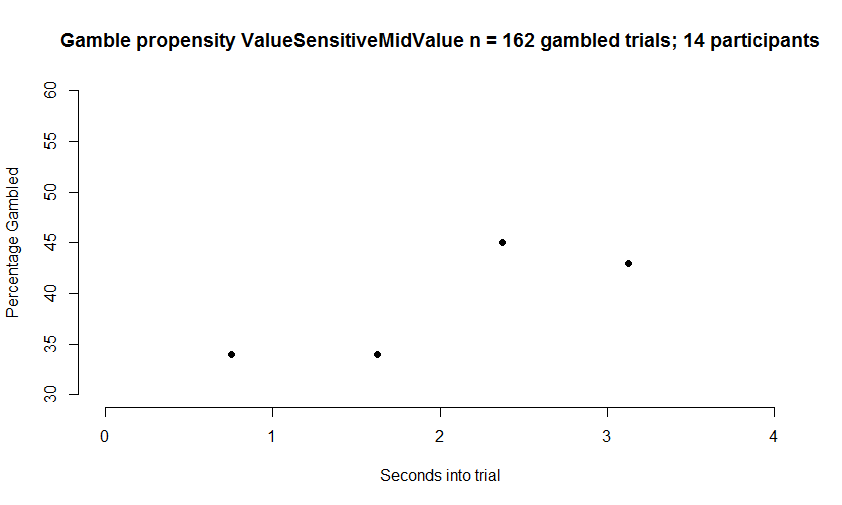 Gamble propensity ValueSensitiveMidValue n = 162 gambled trials; 14 participants
Percentage Gambled
60
55
50
45
40
35
30
0 1 2 3 4
Seconds into trial